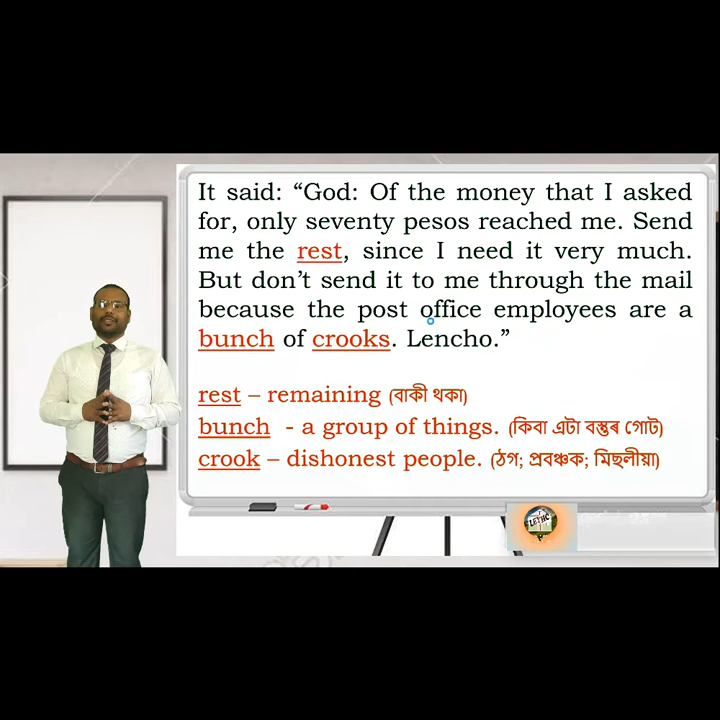 It said: “God: Of the money that I asked
for, only seventy pesos reached me. Send
me the rest, since I need it very much.
But don’t send it to me through the mail
because the post office employees are a
bunch of crooks. Lencho.”
rest – remaining (বাকী থকা)
bunch - a group of things. (কিবা এটা বস্তুৰ গোট)
crook – dishonest people. (ঠগ; প্ৰবঞ্চক; মিছলীয়া)
LETHC